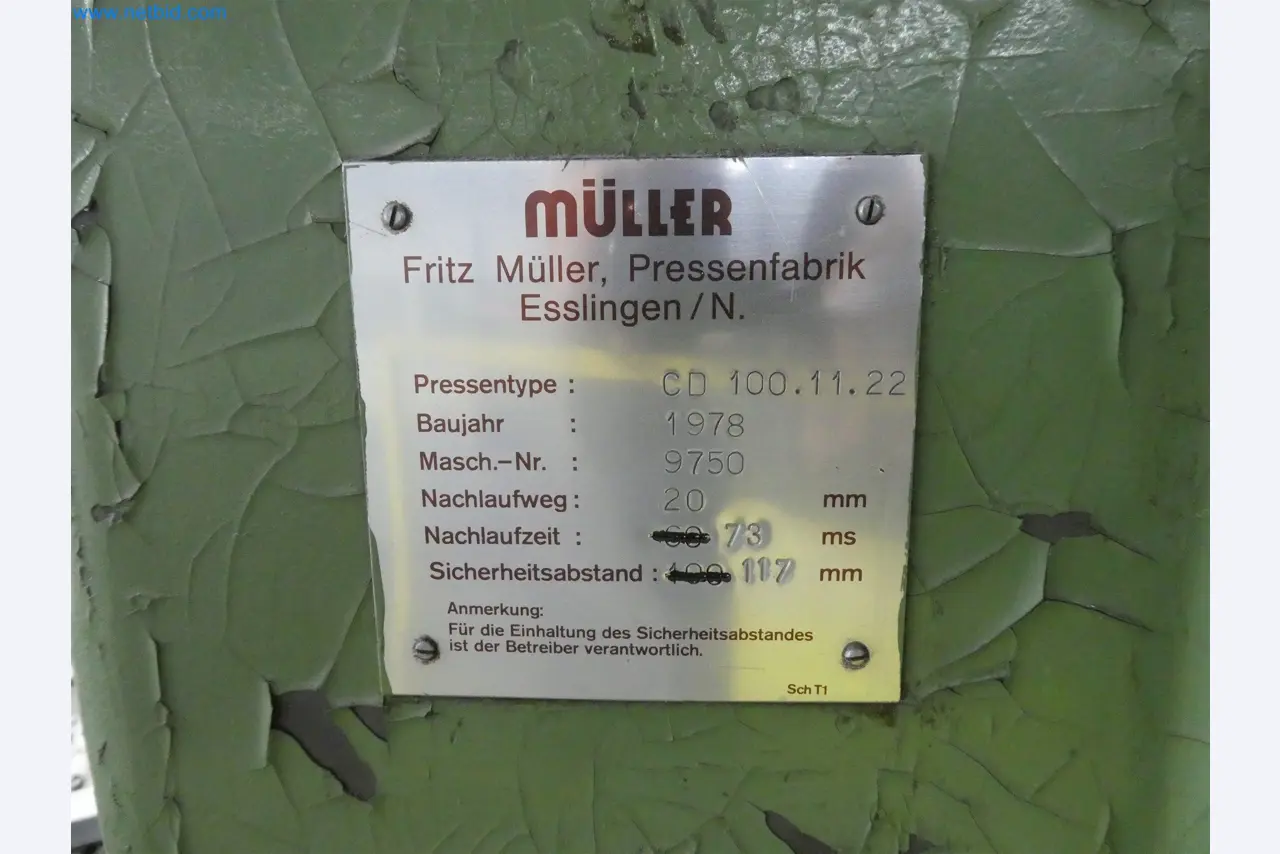 www.netbid.com
MÜLLER
Fritz Müller, Pressenfabrik
Esslingen/N.
Pressentype : CD 100.11.22
Baujahr : 1978
Masch.-Nr. : 9750
Nachlaufweg : 20 mm
Nachlaufzeit : 60 73 ms
Sicherheitsabstand : 100 117 mm
Anmerkung:
Für die Einhaltung des Sicherheitsabstandes
ist der Betreiber verantwortlich.
Sch T1